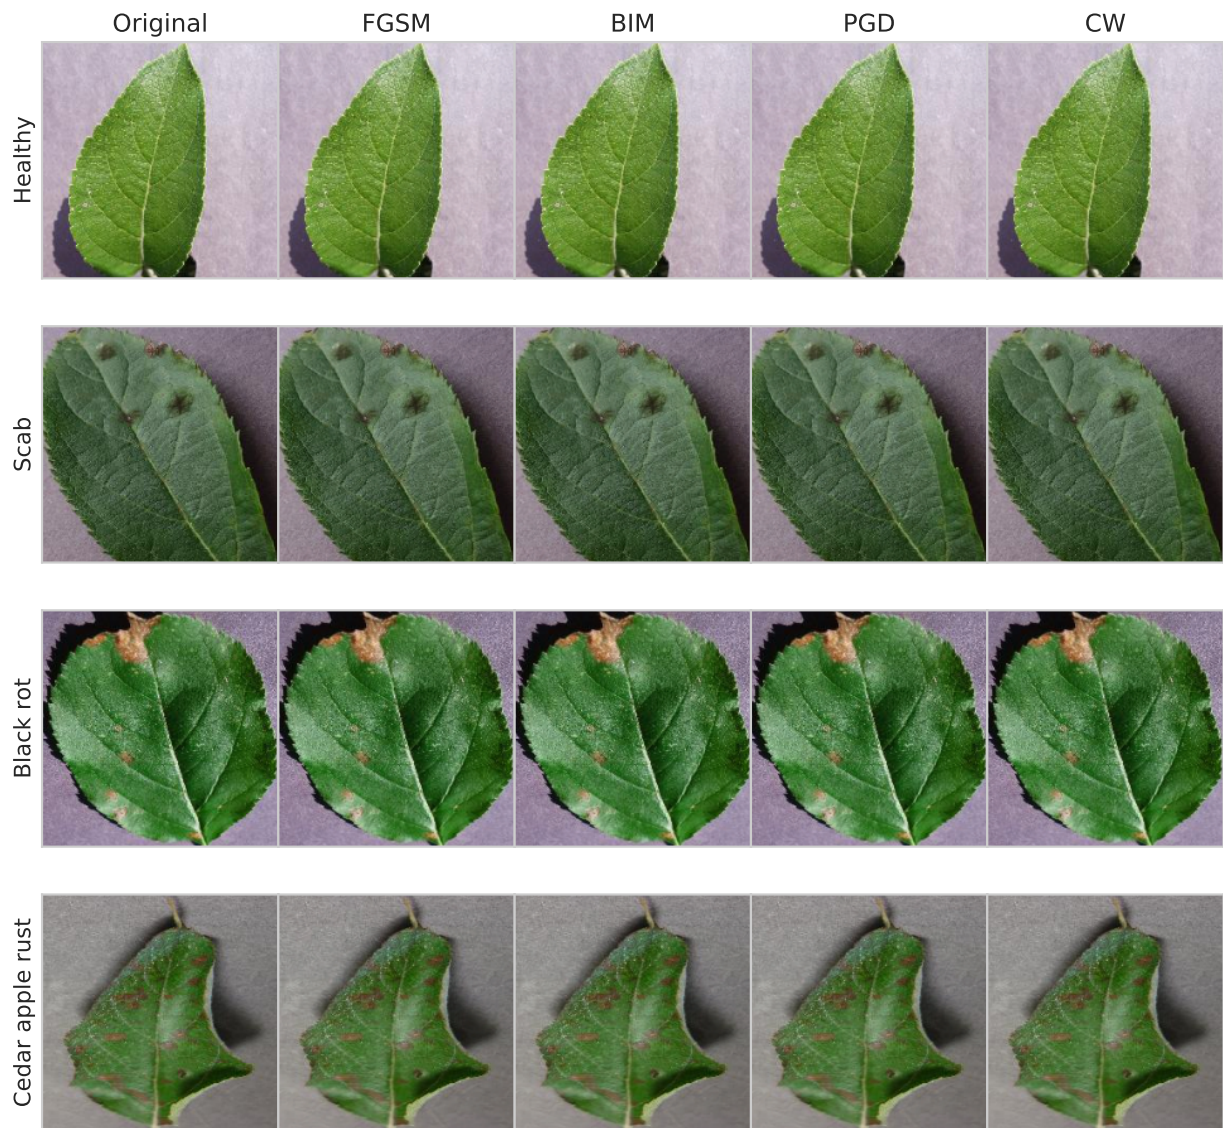 Original FGSM BIM PGD CW
Healthy
Scab
Black rot
Cedar apple rust